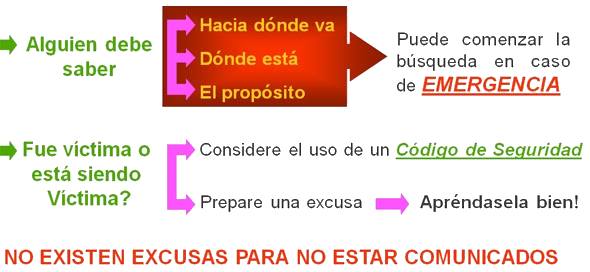 Alguien debe
saber
Hacia dónde va
Dónde está
El propósito
Puede comenzar la
búsqueda en caso
de EMERGENCIA
Fue víctima o
está siendo
Víctima?
Considere el uso de un Código de Seguridad
Prepare una excusa
Apréndasela bien!
NO EXISTEN EXCUSAS PARA NO ESTAR COMUNICADOS